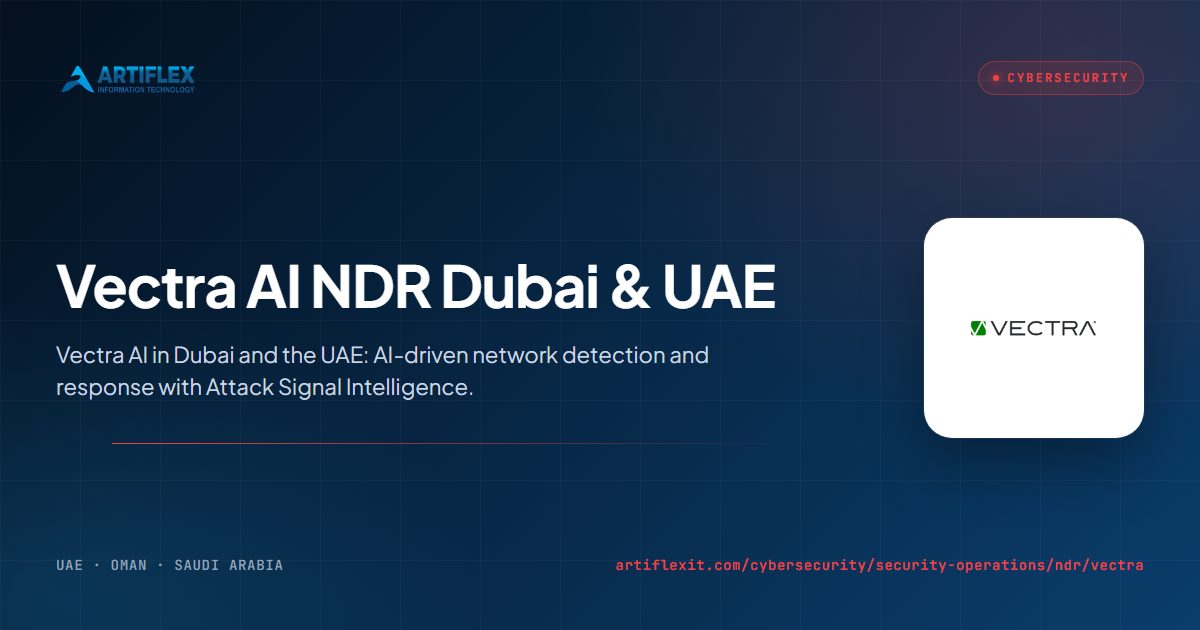 ARTIFLEX
INFORMATION TECHNOLOGY
CYBERSECURITY
Vectra AI NDR Dubai & UAE
Vectra AI in Dubai and the UAE: AI-driven network detection and
response with Attack Signal Intelligence.
VECTRA
UAE · OMAN · SAUDI ARABIA
artiflexit.com/cybersecurity/security-operations/ndr/vectra